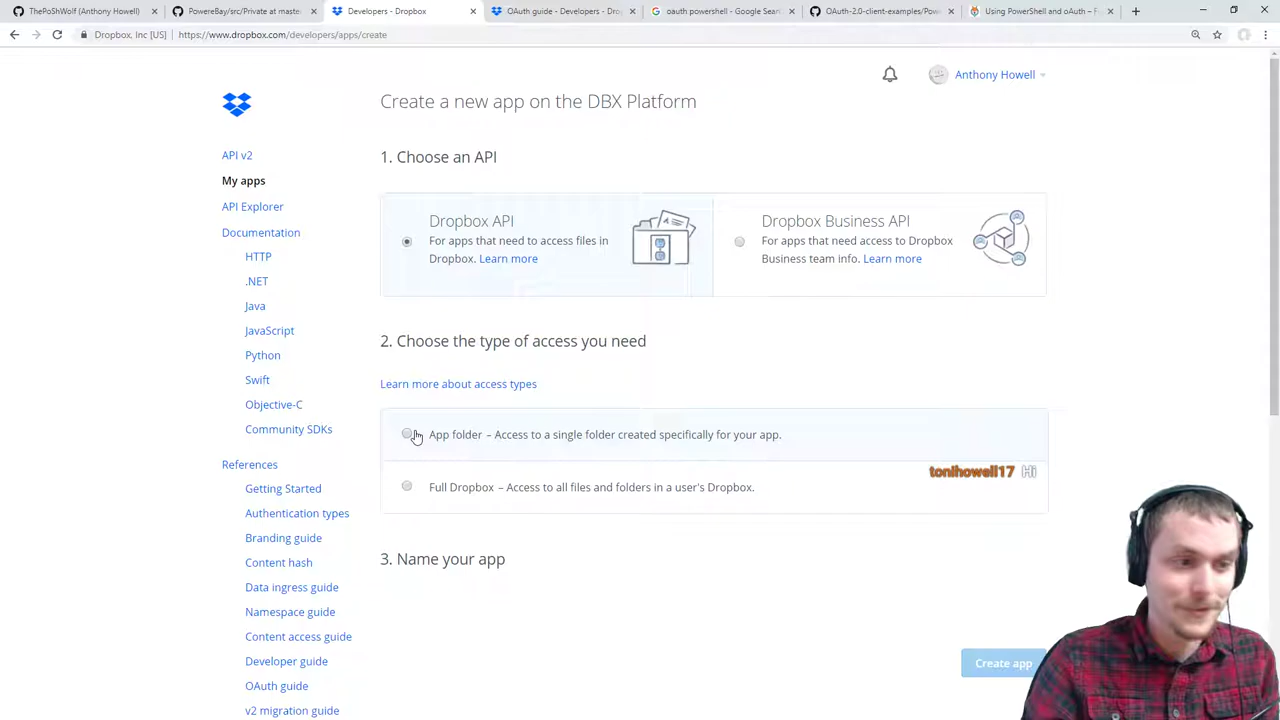 ThePoShWolf (Anthony Howell)
PowereBay/src/Private at master
Developers - Dropbox
OAuth guide - Developers - Dro
oauth powershell - Google Searc
OAuth-2.0-client-examples/Powe
Using PowerShell and oAuth – F
Dropbox, Inc [US]
https://www.dropbox.com/developers/apps/create
Anthony Howell
Create a new app on the DBX Platform
API v2
My apps
API Explorer
Documentation
HTTP
.NET
Java
JavaScript
Python
Swift
Objective-C
Community SDKs
References
Getting Started
Authentication types
Branding guide
Content hash
Data ingress guide
Namespace guide
Content access guide
Developer guide
OAuth guide
v2 migration guide
1. Choose an API
Dropbox API
For apps that need to access files in
Dropbox. Learn more
Dropbox Business API
For apps that need access to Dropbox
Business team info. Learn more
2. Choose the type of access you need
Learn more about access types
App folder – Access to a single folder created specifically for your app.
tonihowell17 Hi
Full Dropbox – Access to all files and folders in a user's Dropbox.
3. Name your app
Create app